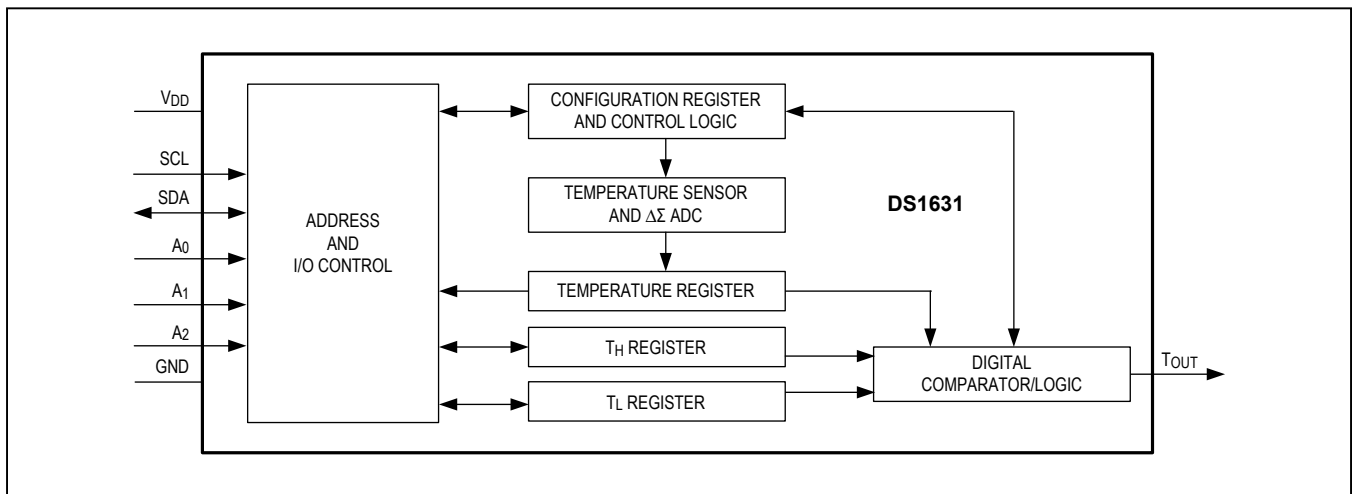 VDD
SCL
SDA
A0
A1
A2
GND
ADDRESS
AND
I/O CONTROL
CONFIGURATION REGISTER
AND CONTROL LOGIC
TEMPERATURE SENSOR
AND ΔΣ ADC
TEMPERATURE REGISTER
TH REGISTER
TL REGISTER
DS1631
DIGITAL
COMPARATOR/LOGIC
TOUT